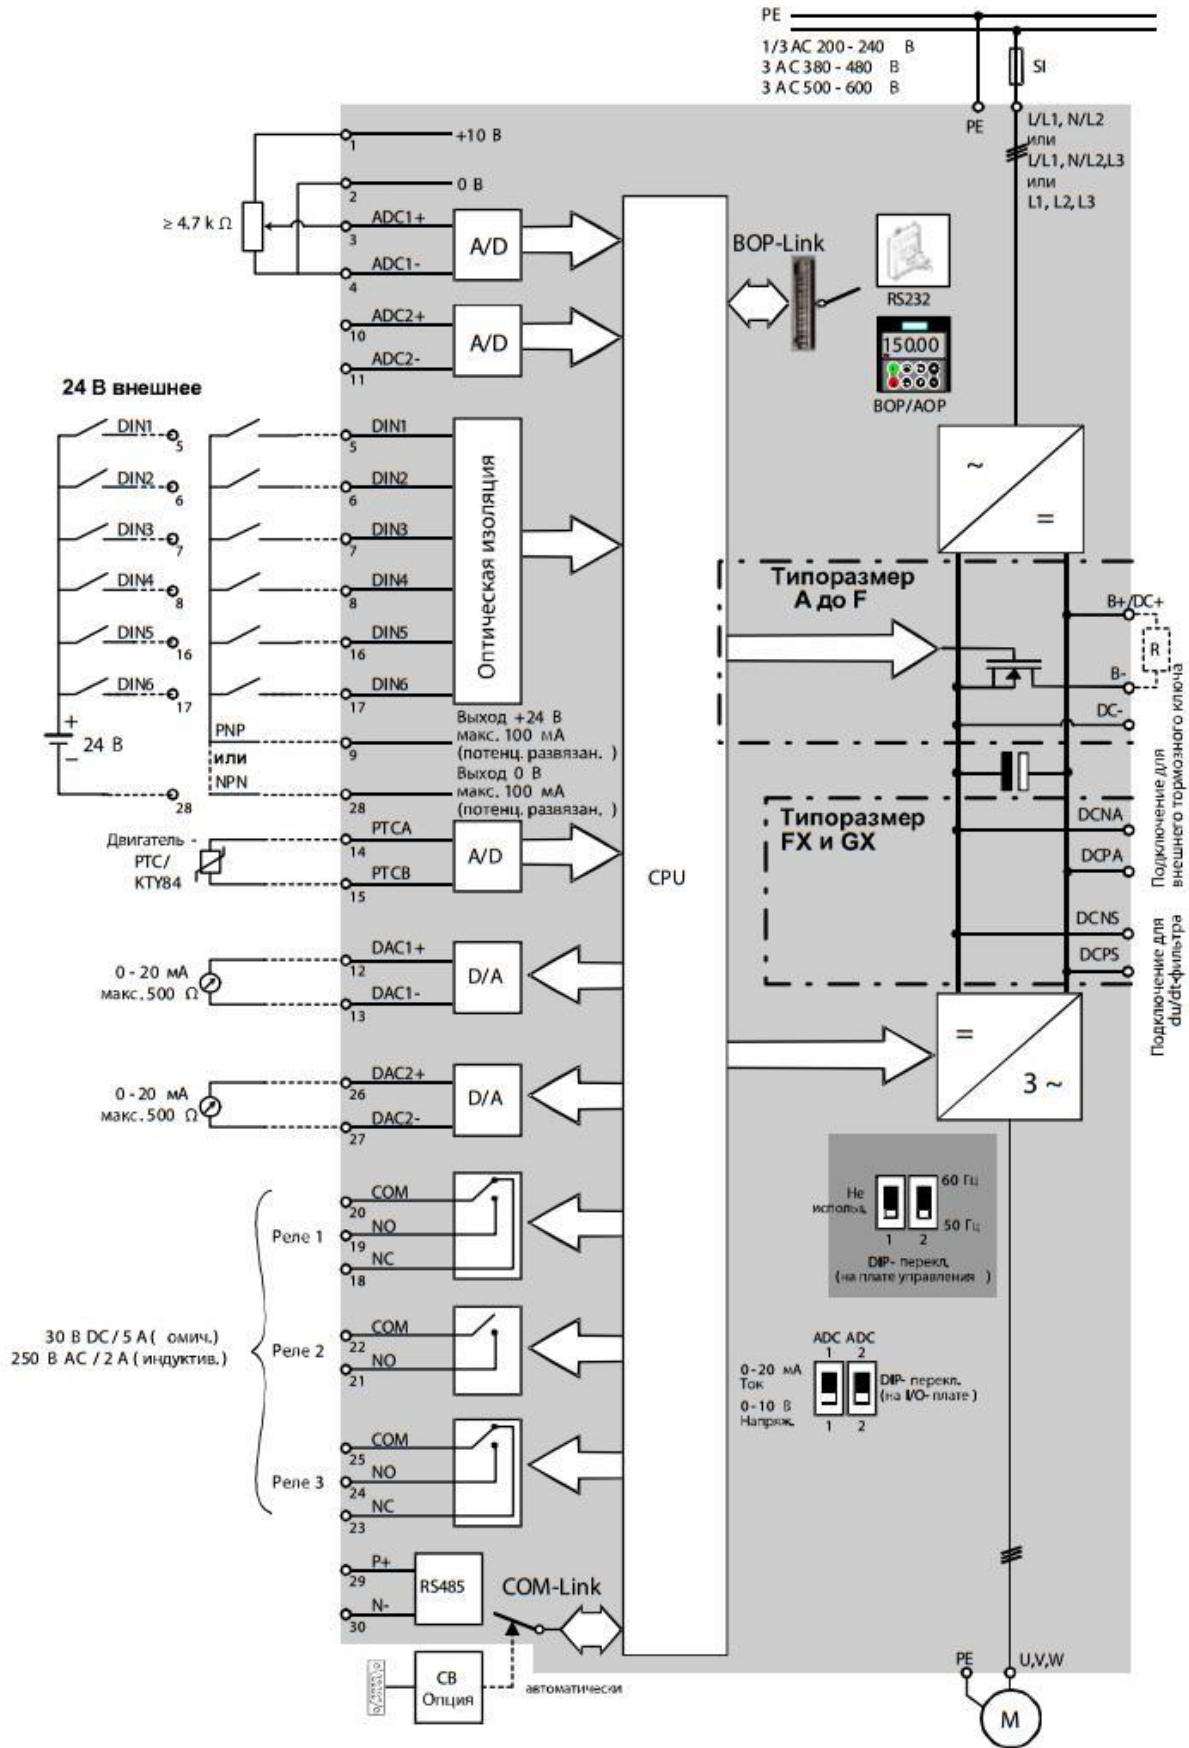 PE
1/3 AC 200 - 240 В
3 A C 380 - 480 В
3 A C 500 - 600 В
SI
PE
L/L1, N/L2
или
L/L1, N/L2,L3
или
L1, L2, L3
1
+10 В
2
0 В
≥ 4.7 k Ω
ADC1+
3
ADC1-
4
A/D
ADC2+
10
ADC2-
11
A/D
BOP-Link
RS232
150.00
BOP/AOP
24 В внешнее
DIN1
5
DIN2
6
DIN3
7
DIN4
8
DIN5
16
DIN6
17
+
24 В
−
28
DIN1
5
DIN2
6
DIN3
7
DIN4
8
DIN5
16
DIN6
17
Оптическая изоляция
PNP
или
NPN
9
28
Выход +24 В
макс. 100 мА
(потенц. развязан. )
Выход 0 В
макс. 100 мА
(потенц. развязан. )
Двигатель -
PTC/
KTY84
PTCA
14
PTCB
15
A/D
CPU
~
=
Типоразмер
A до F
B+/DC+
R
B-
DC-
Типоразмер
FX и GX
DCNA
DCPA
DCNS
DCPS
Подключение для
внешнего тормозного ключа
Подключение для
du/dt-фильтра
0 - 20 мА
макс. 500 Ω
DAC1+
12
DAC1-
13
D/A
0 - 20 мА
макс. 500 Ω
DAC2+
26
DAC2-
27
D/A
=
3 ~
30 В DC / 5 A ( омич.)
250 В AC / 2 A ( индуктив.)
Реле 1
COM
20
NO
19
NC
18
Реле 2
COM
22
NO
21
Реле 3
COM
25
NO
24
NC
23
Не
использ.
60 Гц
50 Гц
1 2
DIP- перекл.
(на плате управления )
ADC ADC
1 2
0-20 мА
Ток
0-10 В
Напряж.
DIP- перекл.
(на I/O- плате )
1 2
P+
29
N-
30
RS485
COM-Link
CB
Опция
автоматически
PE
U,V,W
M